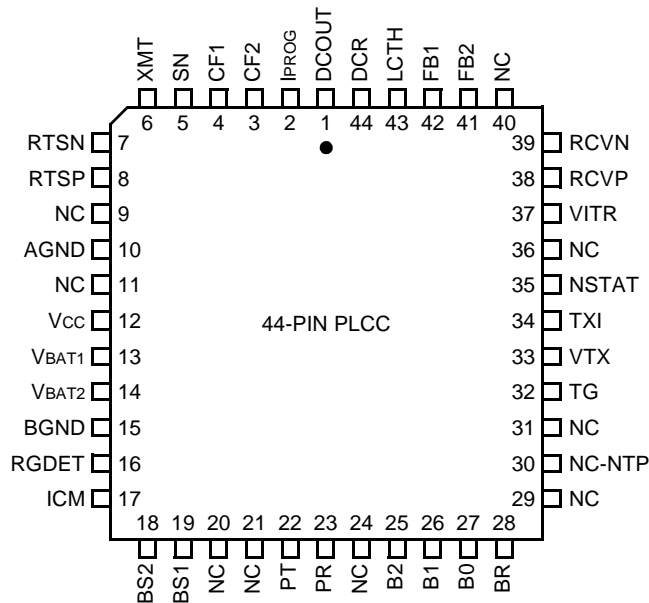 XMT SN CF1 CF2 IPROG DCOUT DCR LCTH FB1 FB2 NC
6 5 4 3 2 1 44 43 42 41 40
RTSN 7 39 RCVN
RTSP 8 38 RCVP
NC 9 37 VITR
AGND 10 36 NC
NC 11 35 NSTAT
VCC 12 44-PIN PLCC 34 TXI
VBAT1 13 33 VTX
VBAT2 14 32 TG
BGND 15 31 NC
RGDET 16 30 NC-NTP
ICM 17 29 NC
18 19 20 21 22 23 24 25 26 27 28
BS2 BS1 NC NC PT PR NC B2 B1 B0 BR